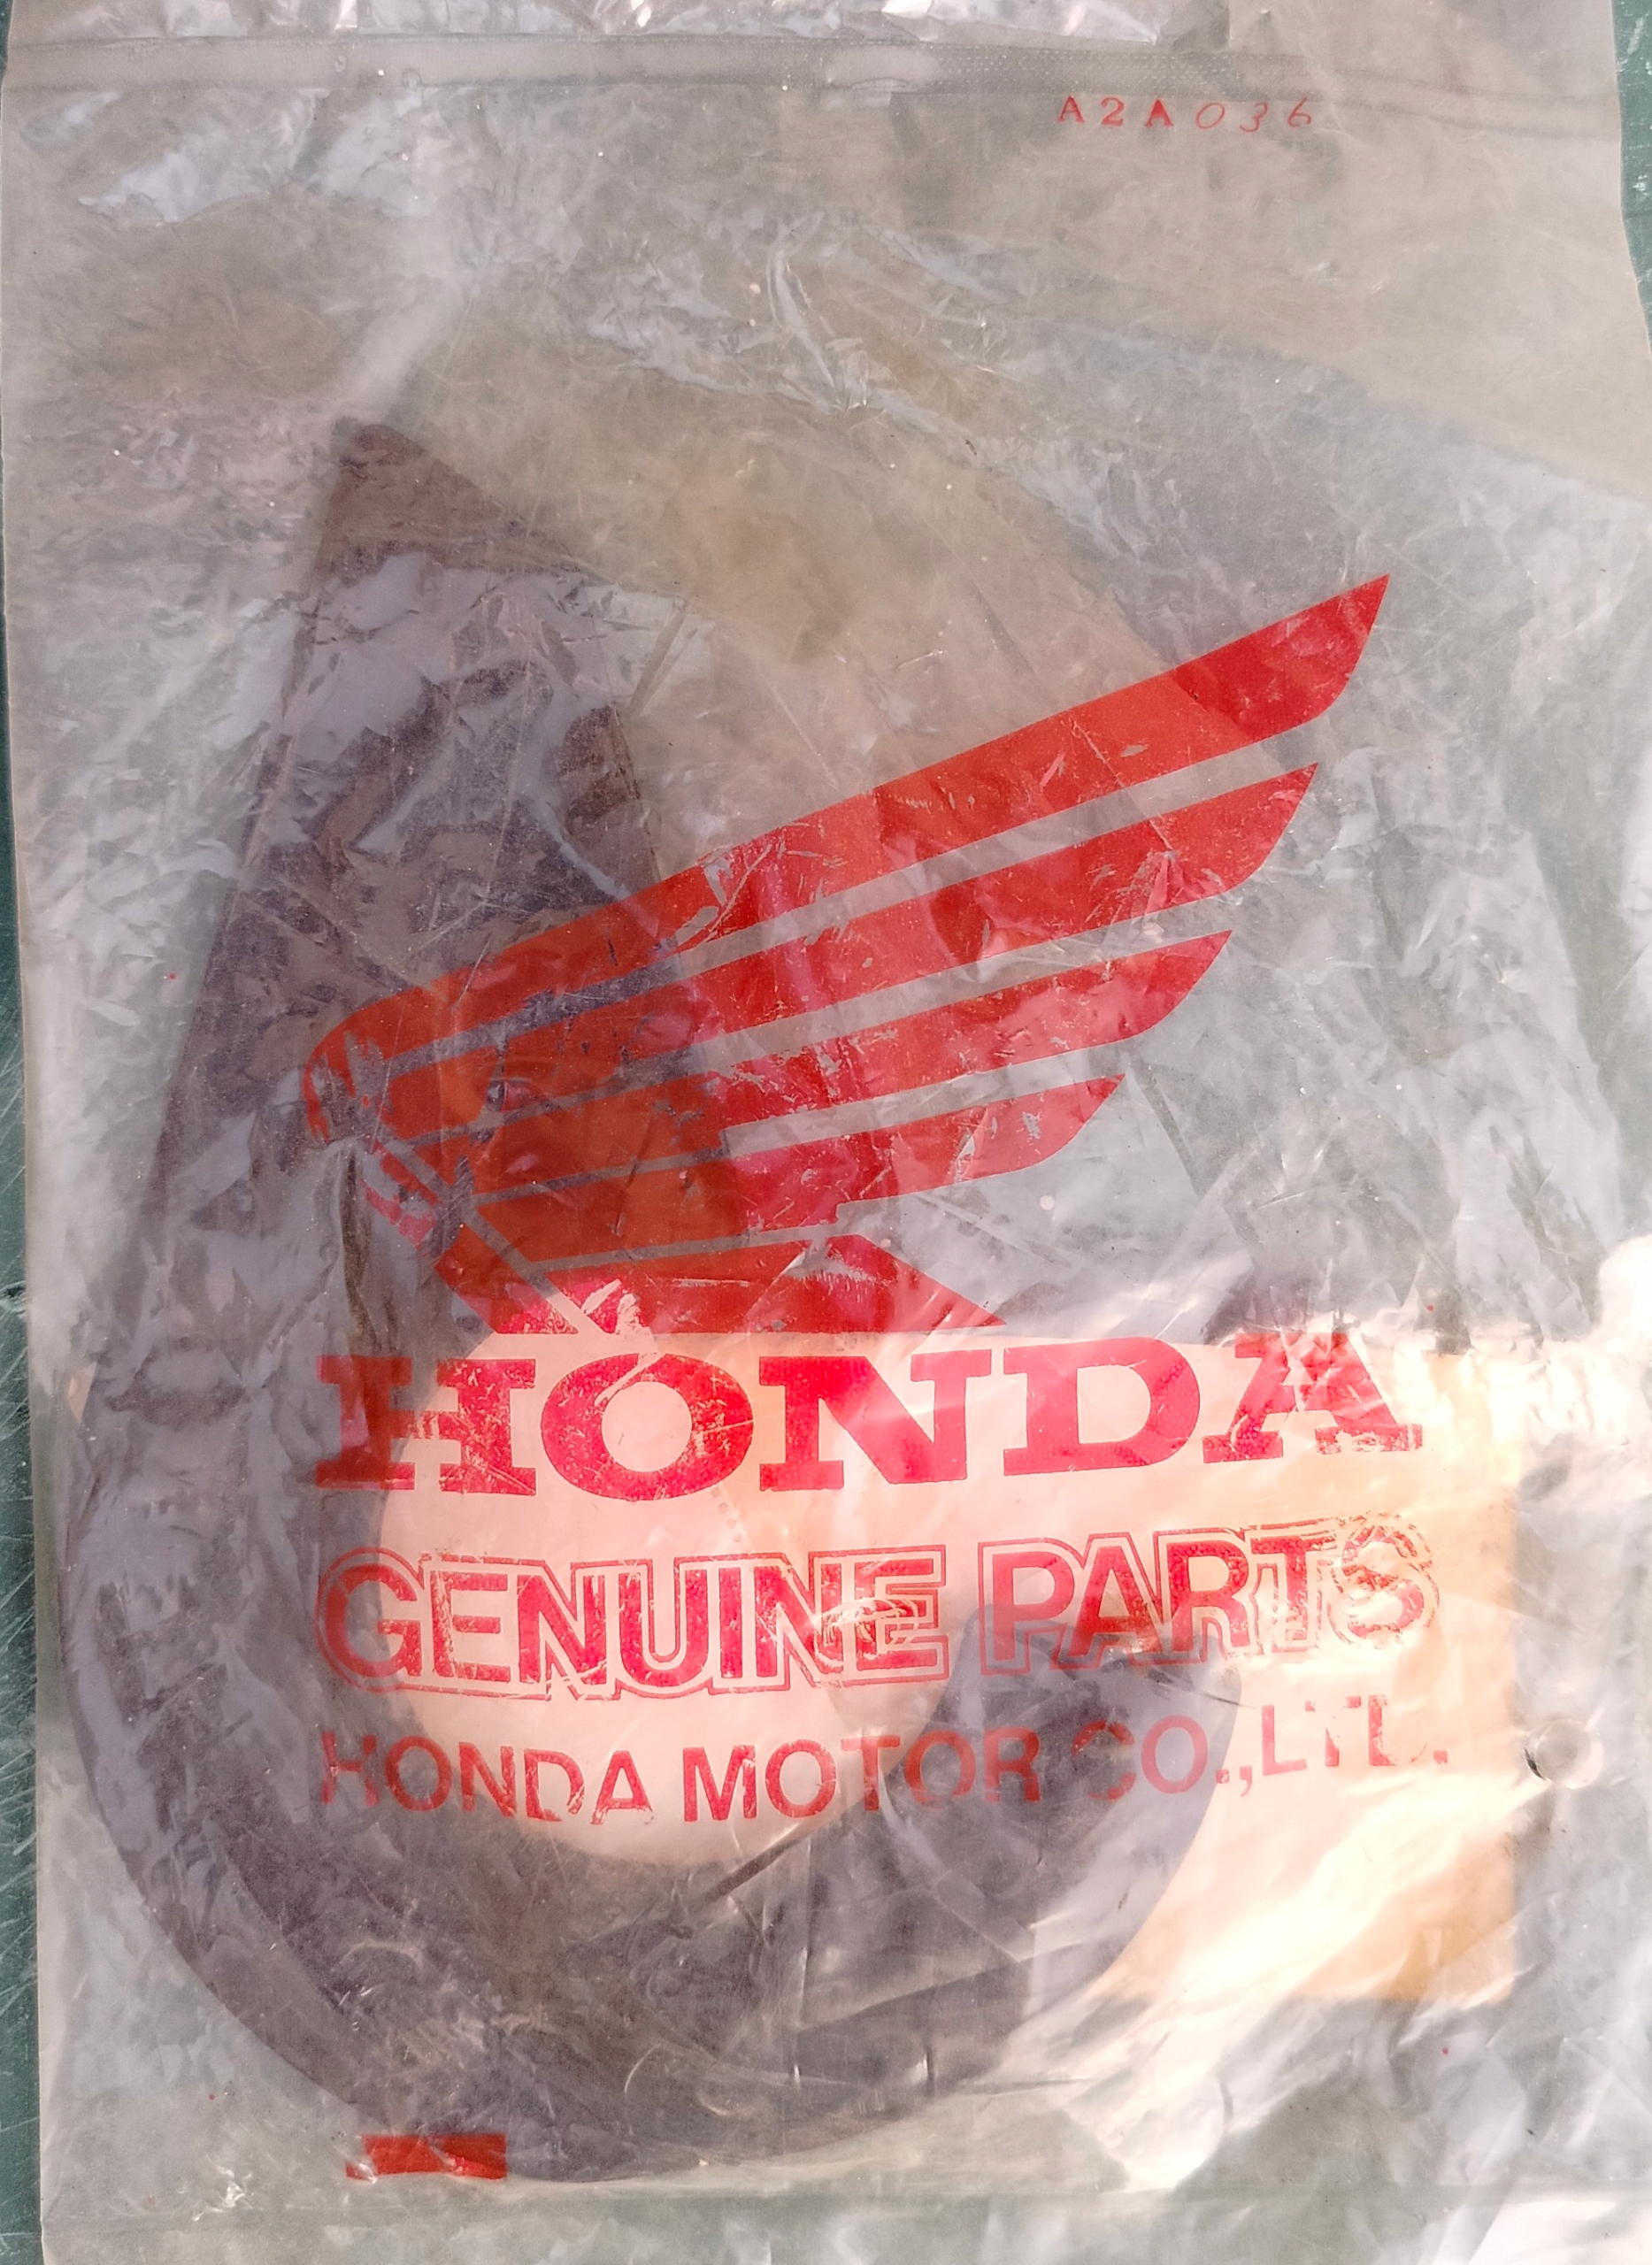 A2A036
HONDA
GENUINE PARTS
HONDA MOTOR CO.,LTD.